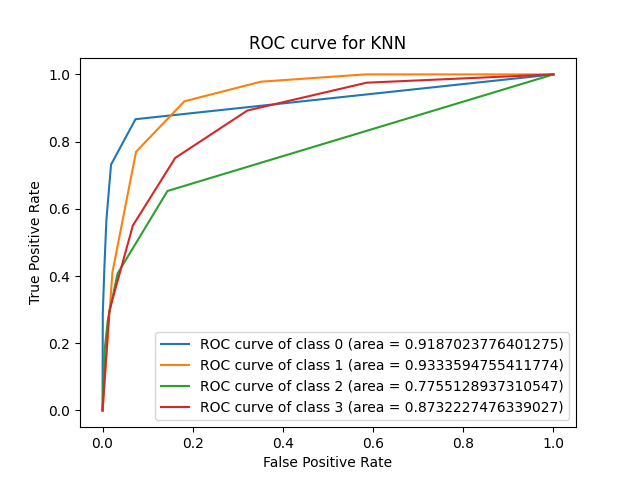 ROC curve for KNN
True Positive Rate
1.0
0.8
0.6
0.4
0.2
0.0
ROC curve of class 0 (area = 0.9187023776401275)
ROC curve of class 1 (area = 0.9333594755411774)
ROC curve of class 2 (area = 0.7755128937310547)
ROC curve of class 3 (area = 0.8732227476339027)
0.0 0.2 0.4 0.6 0.8 1.0
False Positive Rate